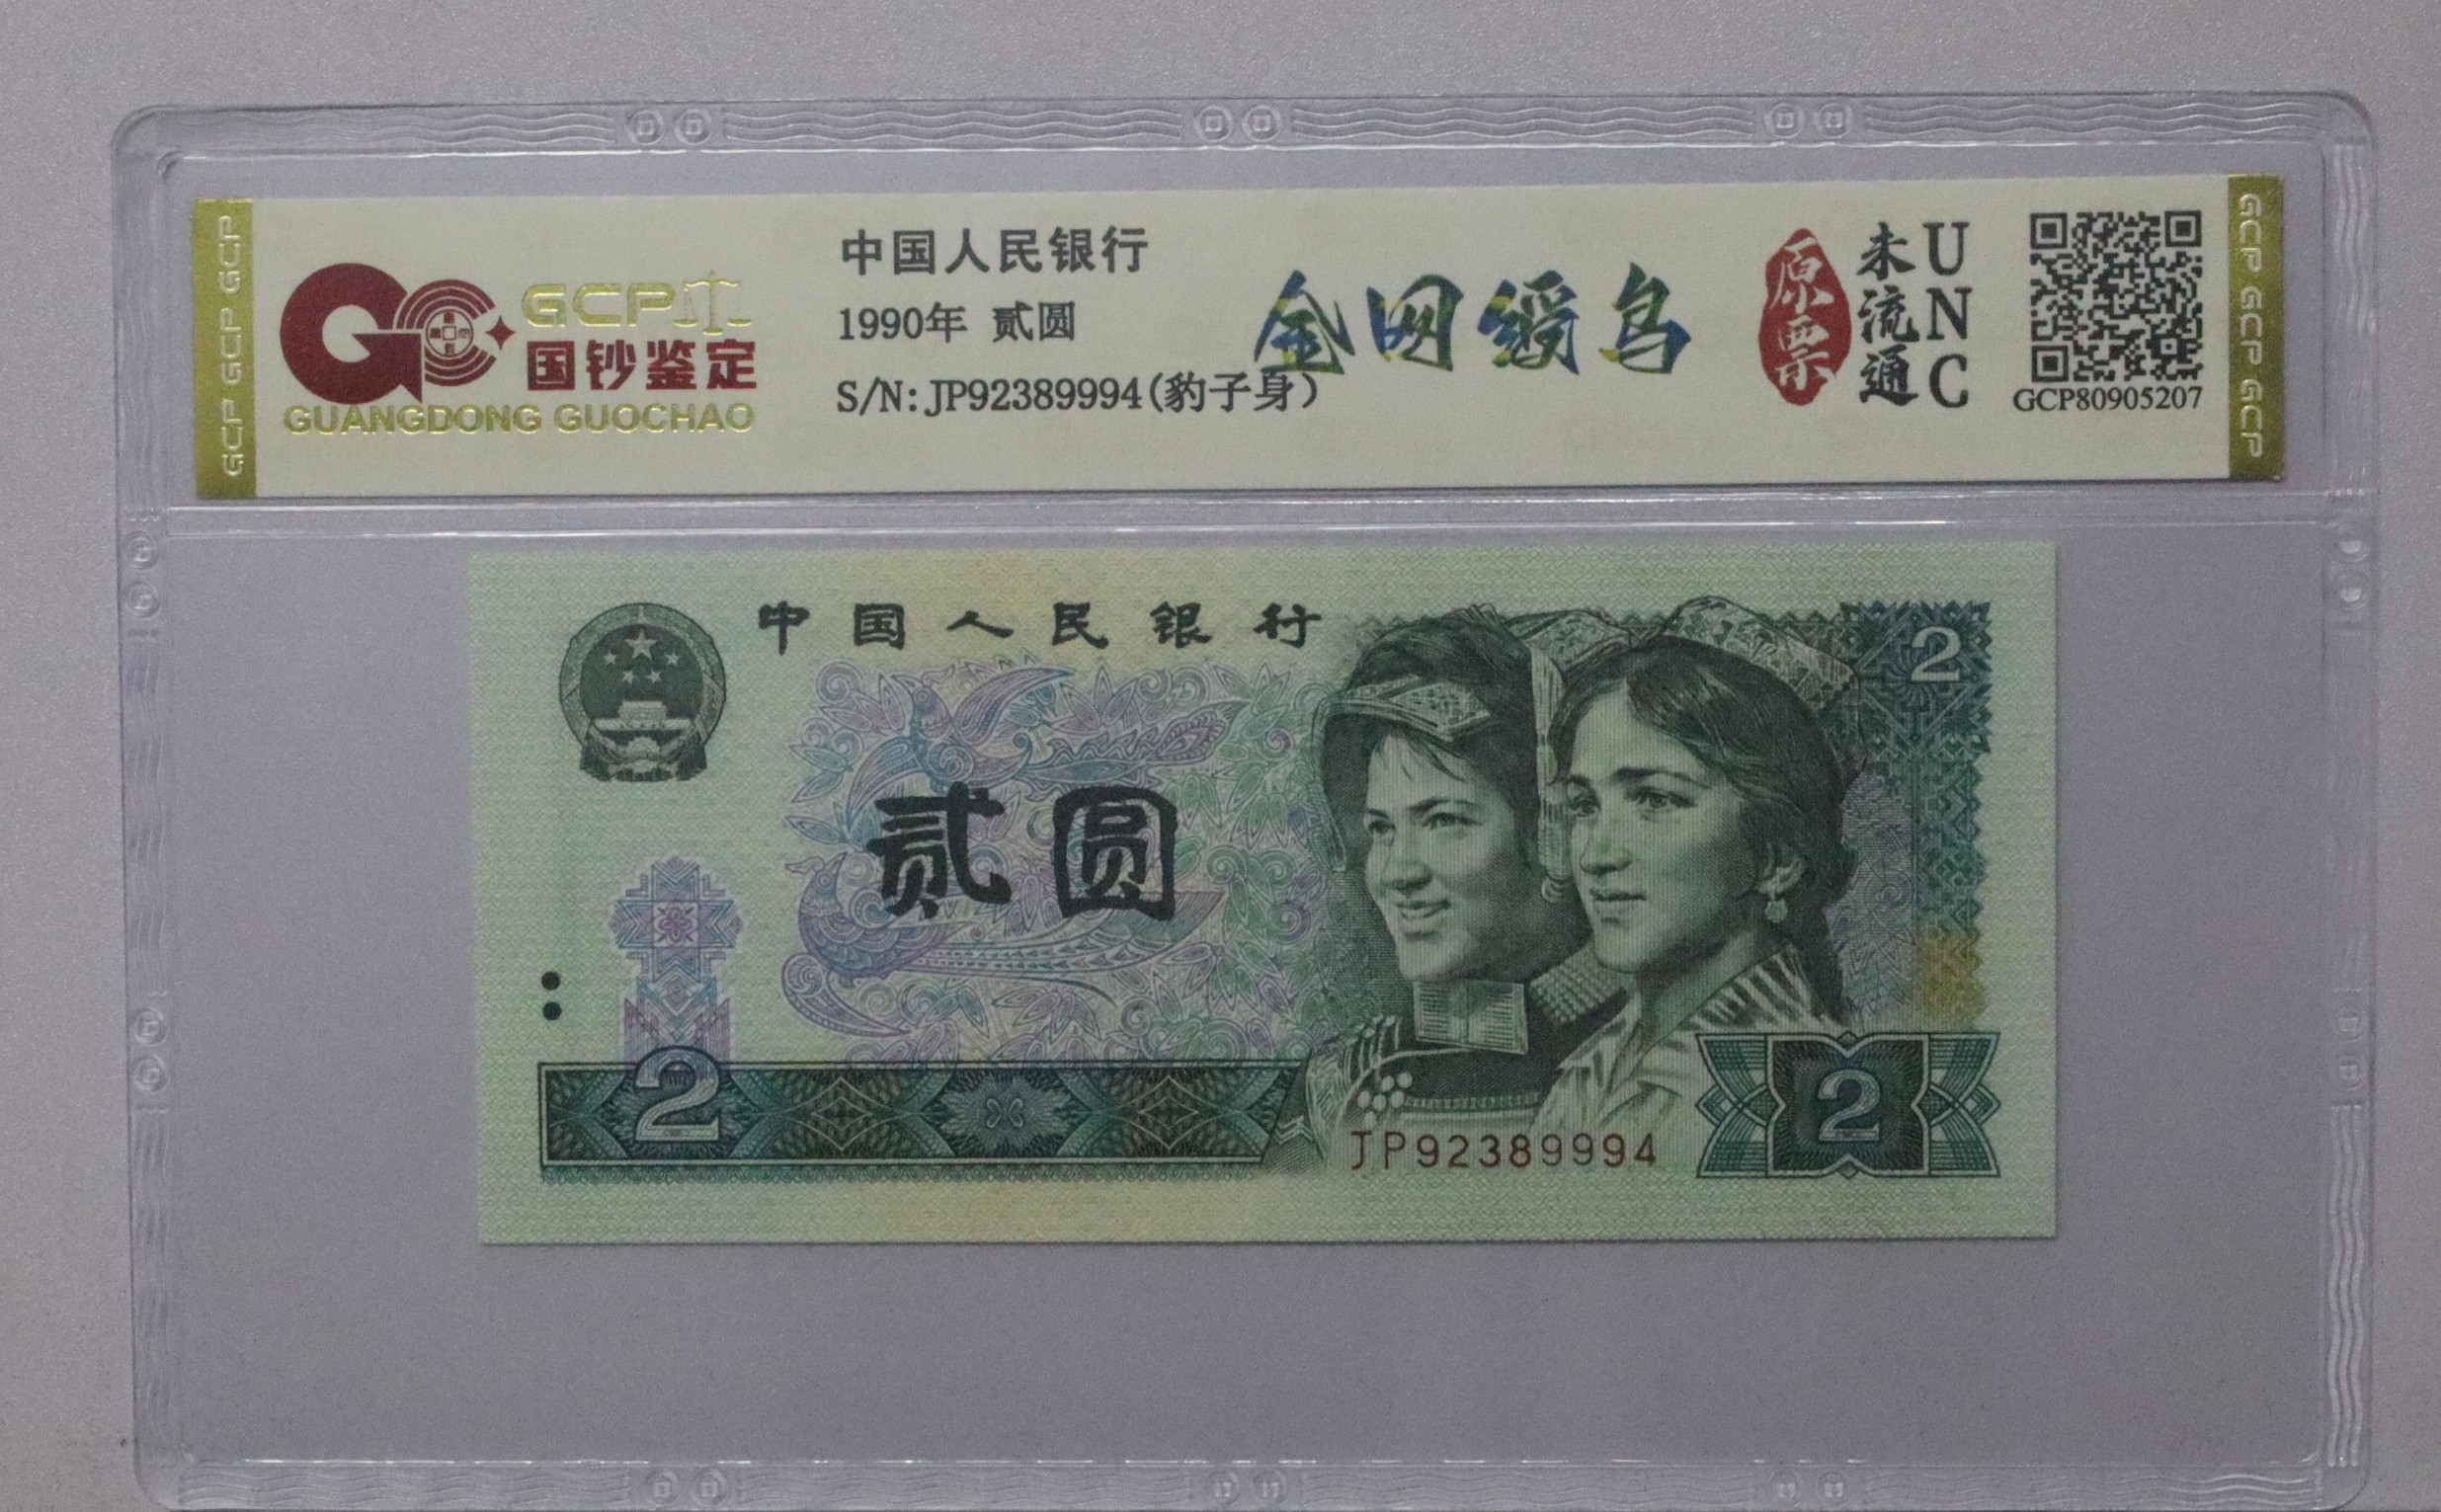 GCP GCP GCP
GCP
国钞鉴定
GUANGDONG GUOCHAO
中国人民银行
1990年 贰圆
S/N: JP92389994(豹子身)
金网绶鸟
原票
未流通
UNC
GCP80905207
GCP GCP GCP
中国人民银行
2
贰圆
2
JP92389994
2